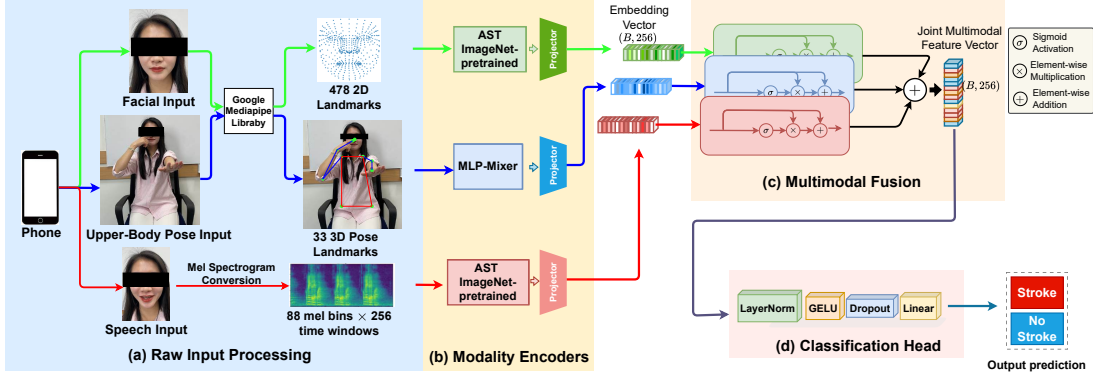 Phone
Facial Input
Upper-Body Pose Input
Speech Input
Google
Mediapipe
Libraby
478 2D
Landmarks
33 3D Pose
Landmarks
Mel Spectrogram
Conversion
88 mel bins × 256
time windows
(a) Raw Input Processing
AST
ImageNet-
pretrained
Projector
MLP-Mixer
Projector
AST
ImageNet-
pretrained
Projector
(b) Modality Encoders
Embedding
Vector
(B, 256)
σ
×
+
σ
×
+
σ
×
+
+
Joint Multimodal
Feature Vector
(B, 256)
(c) Multimodal Fusion
σ Sigmoid
Activation
× Element-wise
Multiplication
+ Element-wise
Addition
LayerNorm
GELU
Dropout
Linear
(d) Classification Head
Stroke
No
Stroke
Output prediction